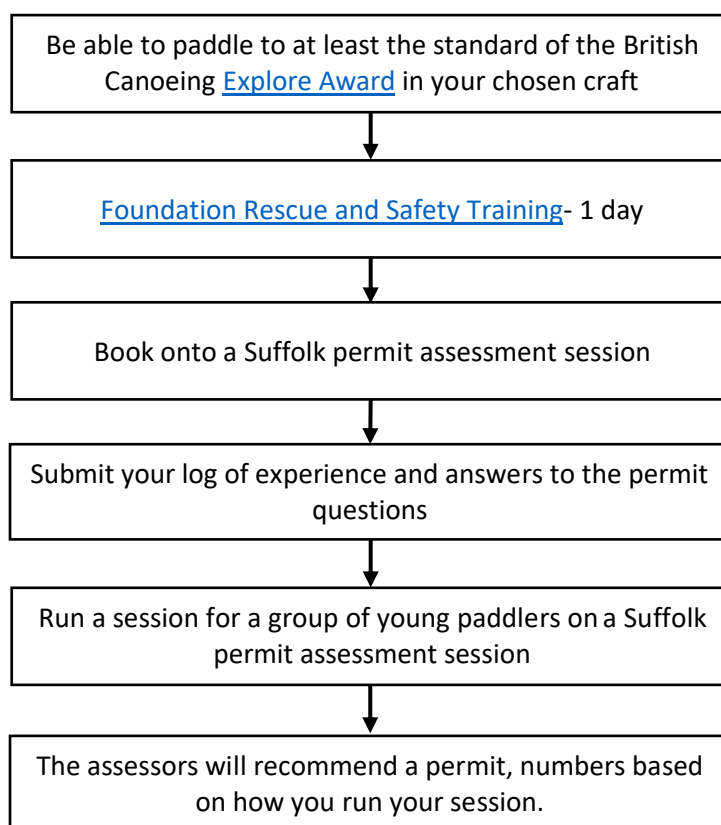 Be able to paddle to at least the standard of the British
Canoeing Explore Award in your chosen craft
Foundation Rescue and Safety Training- 1 day
Book onto a Suffolk permit assessment session
Submit your log of experience and answers to the permit
questions
Run a session for a group of young paddlers on a Suffolk
permit assessment session
The assessors will recommend a permit, numbers based
on how you run your session.